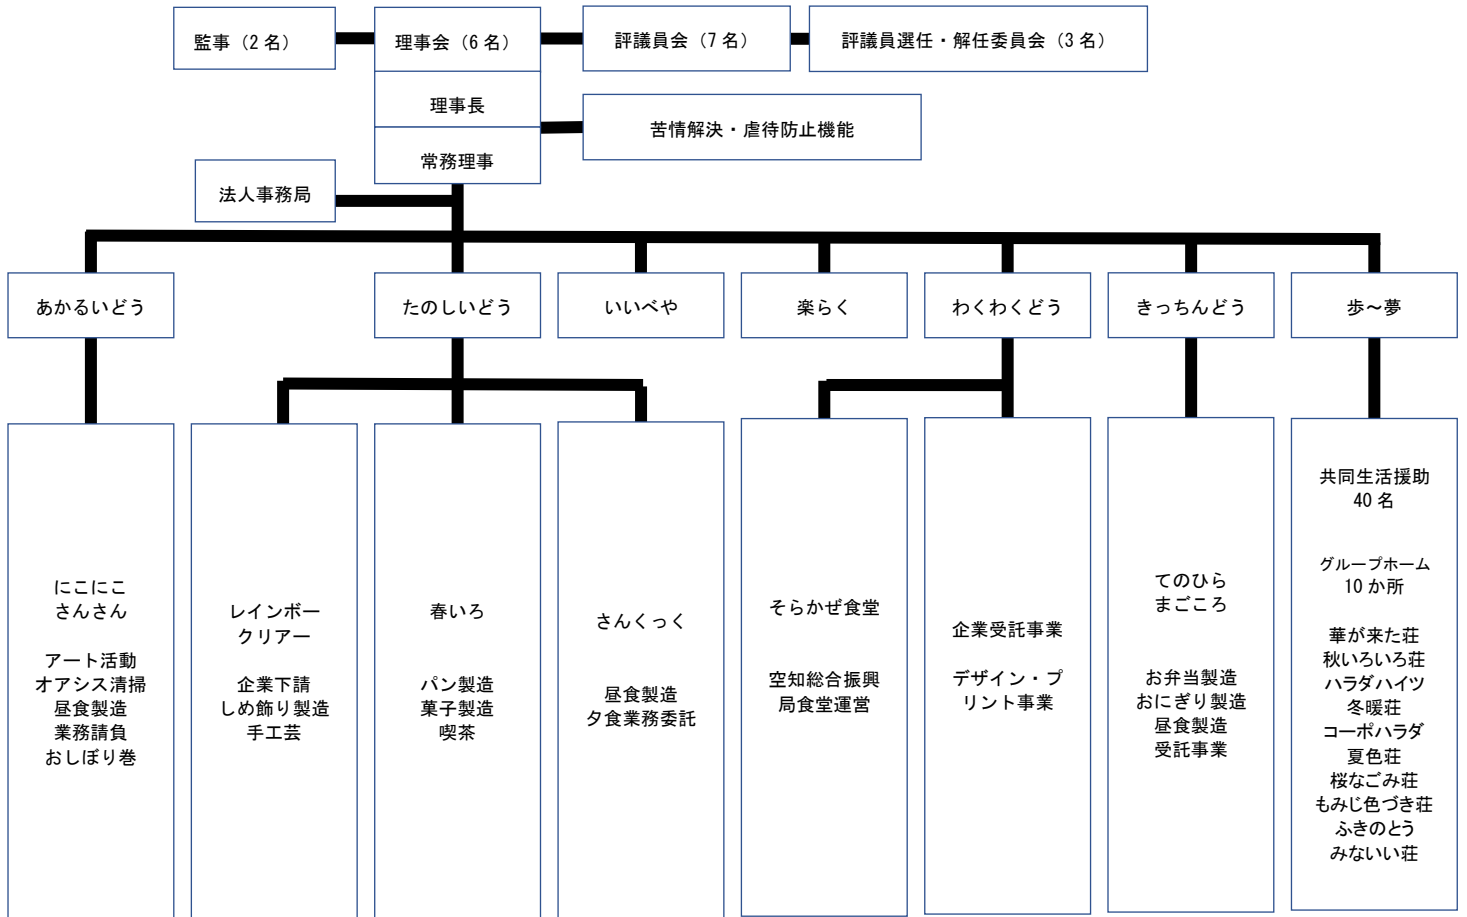 監事（2名）
理事会（6名）
評議員会（7名）
評議員選任・解任委員会（3名）
理事長
苦情解決・虐待防止機能
常務理事
法人事務局
あかるいどう
たのしいどう
いいべや
楽らく
わくわくどう
きっちんどう
歩～夢
にこにこ
さんさん
アート活動
オアシス清掃
昼食製造
業務請負
おしぼり巻
レインボー
クリアー
企業下請
しめ飾り製造
手工芸
春いろ
パン製造
菓子製造
喫茶
さんくっく
昼食製造
夕食業務委託
そらかぜ食堂
空知総合振興
局食堂運営
企業受託事業
デザイン・プ
リント事業
てのひら
まごころ
お弁当製造
おにぎり製造
昼食製造
受託事業
共同生活援助
40名
グループホーム
10か所
華が来た荘
秋いろいろ荘
ハラダハイツ
冬暖荘
コーポハラダ
夏色荘
桜なごみ荘
もみじ色づき荘
ふきのとう
みないい荘